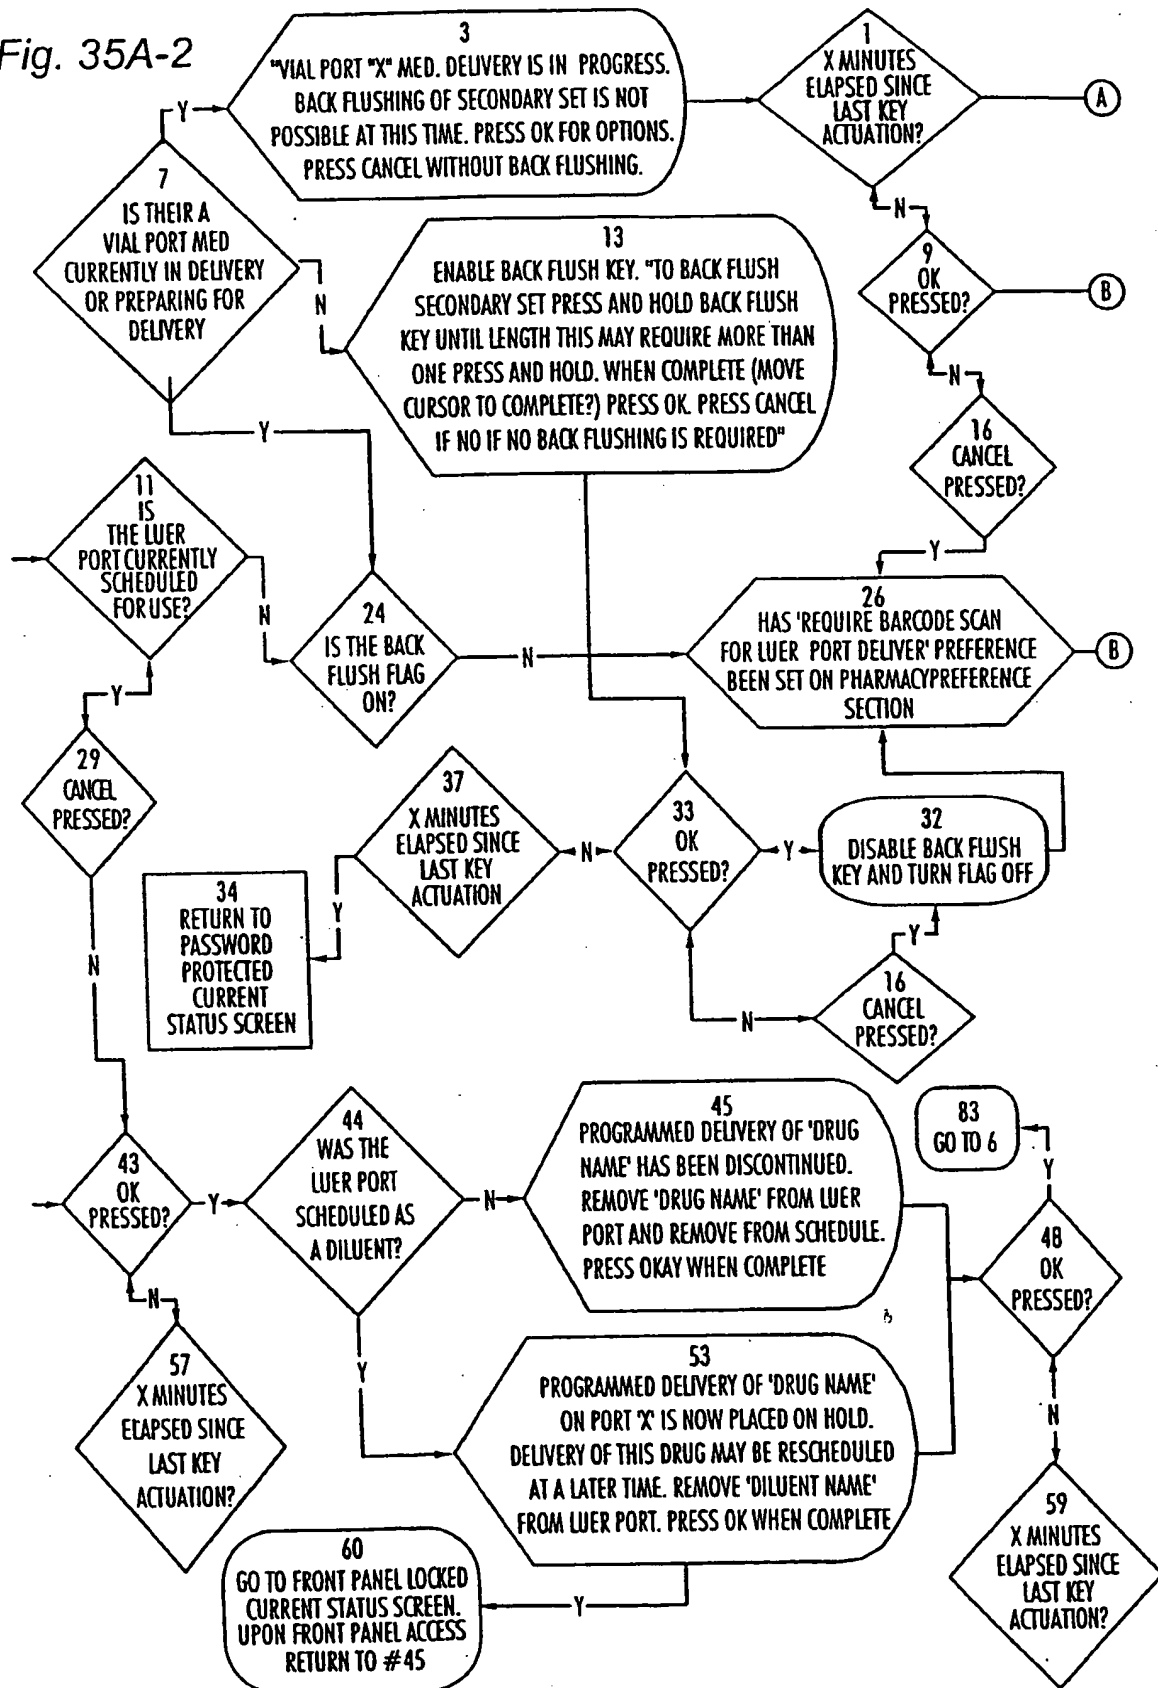 Fig. 35A-2
3
"VIAL PORT "X" MED. DELIVERY IS IN PROGRESS.
BACK FLUSHING OF SECONDARY SET IS NOT
POSSIBLE AT THIS TIME. PRESS OK FOR OPTIONS.
PRESS CANCEL WITHOUT BACK FLUSHING.
1
X MINUTES
ELAPSED SINCE
LAST KEY
ACTUATION?
A
Y
7
IS THEIR A
VIAL PORT MED
CURRENTLY IN DELIVERY
OR PREPARING FOR
DELIVERY
N
N
13
ENABLE BACK FLUSH KEY. "TO BACK FLUSH
SECONDARY SET PRESS AND HOLD BACK FLUSH
KEY UNTIL LENGTH THIS MAY REQUIRE MORE THAN
ONE PRESS AND HOLD. WHEN COMPLETE (MOVE
CURSOR TO COMPLETE?) PRESS OK. PRESS CANCEL
IF NO IF NO BACK FLUSHING IS REQUIRED"
9
OK
PRESSED?
B
N
Y
16
CANCEL
PRESSED?
Y
11
IS
THE LUER
PORT CURRENTLY
SCHEDULED
FOR USE?
N
24
IS THE BACK
FLUSH FLAG
ON?
N
26
HAS 'REQUIRE BARCODE SCAN
FOR LUER PORT DELIVER' PREFERENCE
BEEN SET ON PHARMACYPREFERENCE
SECTION
B
Y
29
CANCEL
PRESSED?
N
37
X MINUTES
ELAPSED SINCE
LAST KEY
ACTUATION
N
33
OK
PRESSED?
Y
32
DISABLE BACK FLUSH
KEY AND TURN FLAG OFF
Y
34
RETURN TO
PASSWORD
PROTECTED
CURRENT
STATUS SCREEN
Y
16
CANCEL
PRESSED?
N
43
OK
PRESSED?
Y
44
WAS THE
LUER PORT
SCHEDULED AS
A DILUENT?
N
45
PROGRAMMED DELIVERY OF 'DRUG
NAME' HAS BEEN DISCONTINUED.
REMOVE 'DRUG NAME' FROM LUER
PORT AND REMOVE FROM SCHEDULE.
PRESS OKAY WHEN COMPLETE
83
GO TO 6
Y
48
OK
PRESSED?
N
N
57
X MINUTES
ELAPSED SINCE
LAST KEY
ACTUATION?
Y
53
PROGRAMMED DELIVERY OF 'DRUG NAME'
ON PORT 'X' IS NOW PLACED ON HOLD.
DELIVERY OF THIS DRUG MAY BE RESCHEDULED
AT A LATER TIME. REMOVE 'DILUENT NAME'
FROM LUER PORT. PRESS OK WHEN COMPLETE
59
X MINUTES
ELAPSED SINCE
LAST KEY
ACTUATION?
Y
60
GO TO FRONT PANEL LOCKED
CURRENT STATUS SCREEN.
UPON FRONT PANEL ACCESS
RETURN TO #45